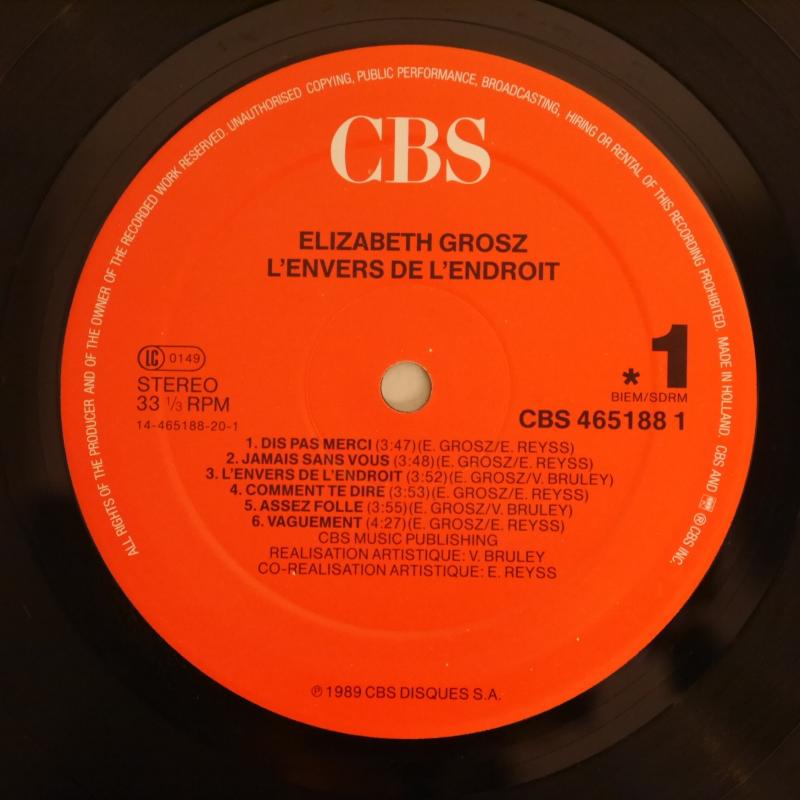 ALL RIGHTS OF THE PRODUCER AND OF THE OWNER OF THE RECORDED WORK RESERVED. UNAUTHORISED COPYING, PUBLIC PERFORMANCE, BROADCASTING, HIRING OR RENTAL OF THIS RECORDING PROHIBITED. MADE IN HOLLAND. CBS AND ℗ CBS INC.
CBS
ELIZABETH GROSZ
L'ENVERS DE L'ENDROIT
LC 0149
STEREO
33 1/3 RPM
14-465188-20-1
* 1
BIEM/SDRM
CBS 465188 1
1. DIS PAS MERCI (3:47)(E. GROSZ/E. REYSS)
2. JAMAIS SANS VOUS (3:48)(E. GROSZ/E. REYSS)
3. L'ENVERS DE L'ENDROIT (3:52)(E. GROSZ/V. BRULEY)
4. COMMENT TE DIRE (3:53)(E. GROSZ/E. REYSS)
5. ASSEZ FOLLE (3:55)(E. GROSZ/V. BRULEY)
6. VAGUEMENT (4:27)(E. GROSZ/E. REYSS)
CBS MUSIC PUBLISHING
REALISATION ARTISTIQUE: V. BRULEY
CO-REALISATION ARTISTIQUE: E. REYSS
℗ 1989 CBS DISQUES S.A.